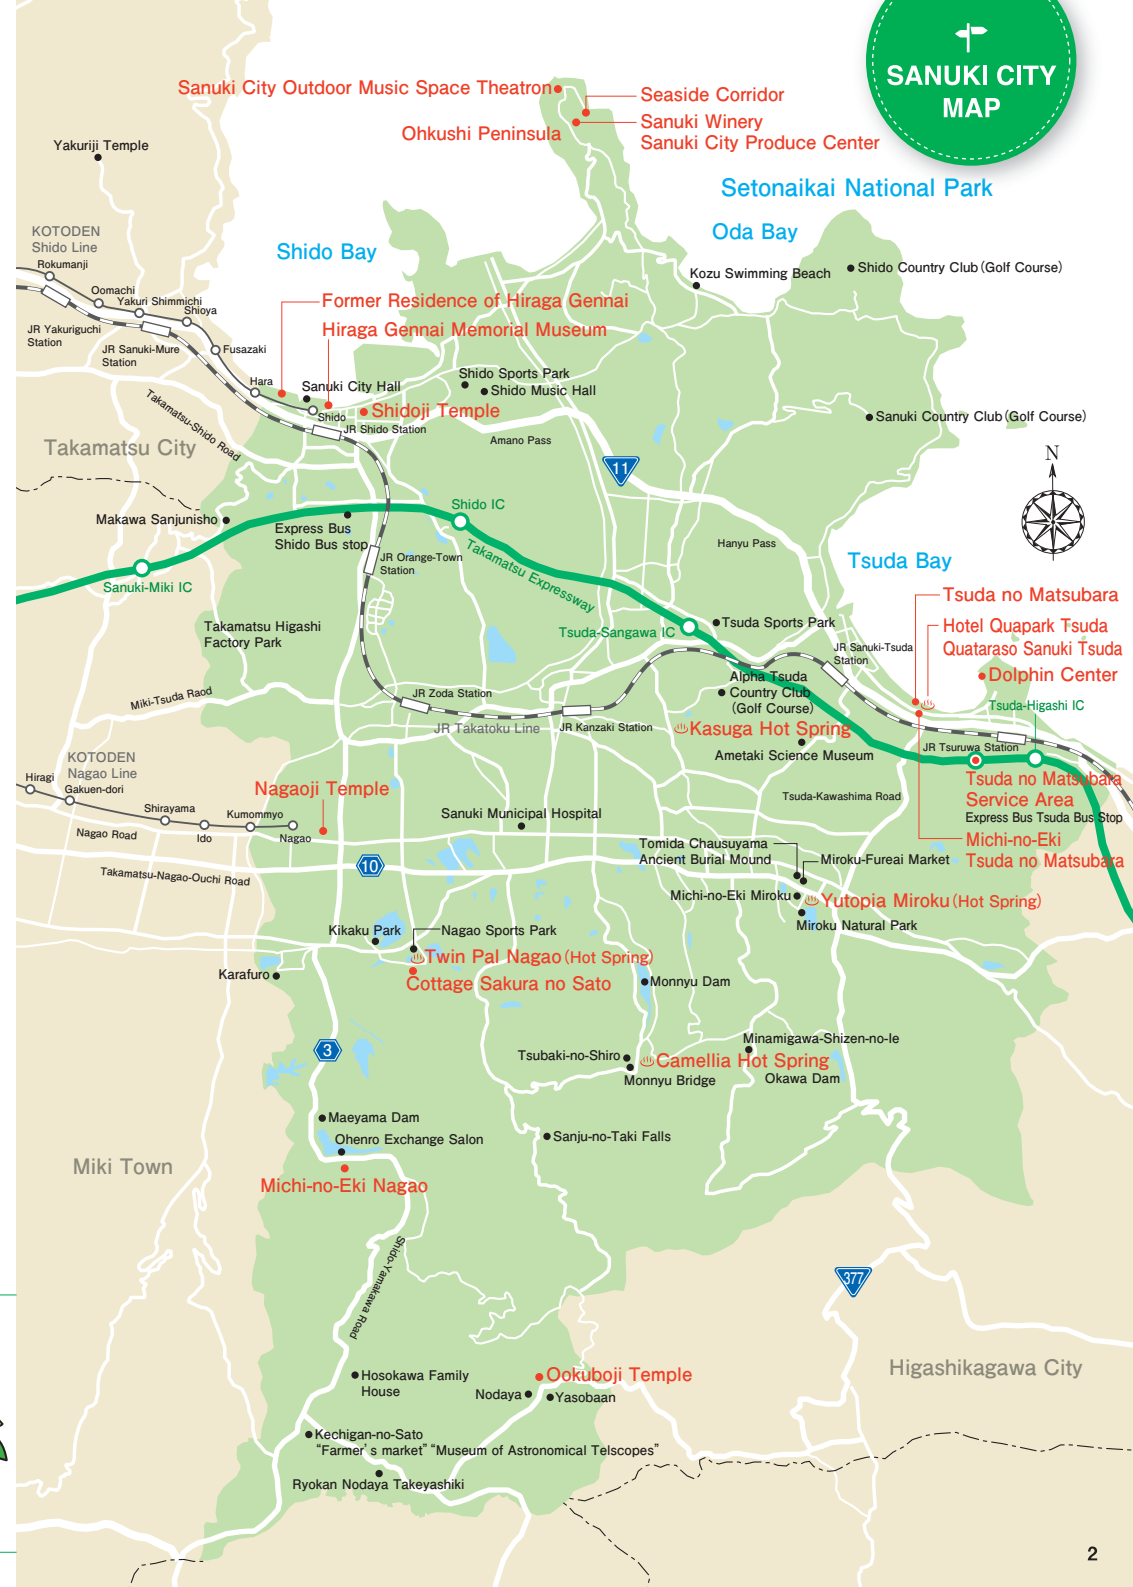 SANUKI CITY
MAP
Sanuki City Outdoor Music Space Theatron
Seaside Corridor
Ohkushi Peninsula
Sanuki Winery
Sanuki City Produce Center
Yakuriji Temple
Setonaikai National Park
KOTODEN
Shido Line
Rokumanji
Shido Bay
Oda Bay
Kozu Swimming Beach
Shido Country Club (Golf Course)
Oomachi
Yakuri Shimmichi
Shioya
Former Residence of Hiraga Gennai
Hiraga Gennai Memorial Museum
JR Yakuriguchi
Station
JR Sanuki-Mure
Station
Fusazaki
Hara
Sanuki City Hall
Shido Sports Park
Shido Music Hall
Takamatsu-Shido Road
Shido
Shidoji Temple
JR Shido Station
Amano Pass
Sanuki Country Club (Golf Course)
Takamatsu City
11
N
Makawa Sanjunisho
Express Bus
Shido Bus stop
Shido IC
Takamatsu Expressway
JR Orange-Town
Station
Hanyu Pass
Tsuda Bay
Sanuki-Miki IC
Tsuda no Matsubara
Takamatsu Higashi
Factory Park
Tsuda-Sangawa IC
Tsuda Sports Park
Hotel Quapark Tsuda
Quataraso Sanuki Tsuda
JR Sanuki-Tsuda
Station
Dolphin Center
Miki-Tsuda Raod
JR Zoda Station
Alpha Tsuda
Country Club
(Golf Course)
Tsuda-Higashi IC
JR Takatoku Line
JR Kanzaki Station
Kasuga Hot Spring
Ametaki Science Museum
JR Tsuruwa Station
KOTODEN
Nagao Line
Hiragi
Gakuen-dori
Nagaoji Temple
Tsuda no Matsubara
Service Area
Express Bus Tsuda Bus Stop
Tsuda-Kawashima Road
Shirayama
Kumommyo
Sanuki Municipal Hospital
Nagao Road
Ido
Nagao
Michi-no-Eki
Tsuda no Matsubara
Tomida Chausuyama
Ancient Burial Mound
Miroku-Fureai Market
10
Takamatsu-Nagao-Ouchi Road
Michi-no-Eki Miroku
Yutopia Miroku (Hot Spring)
Miroku Natural Park
Kikaku Park
Nagao Sports Park
Twin Pal Nagao (Hot Spring)
Karafuro
Cottage Sakura no Sato
Monnyu Dam
3
Minamigawa-Shizen-no-Ie
Tsubaki-no-Shiro
Camellia Hot Spring
Monnyu Bridge
Okawa Dam
Maeyama Dam
Ohenro Exchange Salon
Sanju-no-Taki Falls
Miki Town
Michi-no-Eki Nagao
Shido-Yamakawa Road
377
Higashikagawa City
Hosokawa Family
House
Ookuboji Temple
Nodaya
Yasobaan
Kechigan-no-Sato
“Farmer’s market” “Museum of Astronomical Telscopes”
Ryokan Nodaya Takeyashiki
2